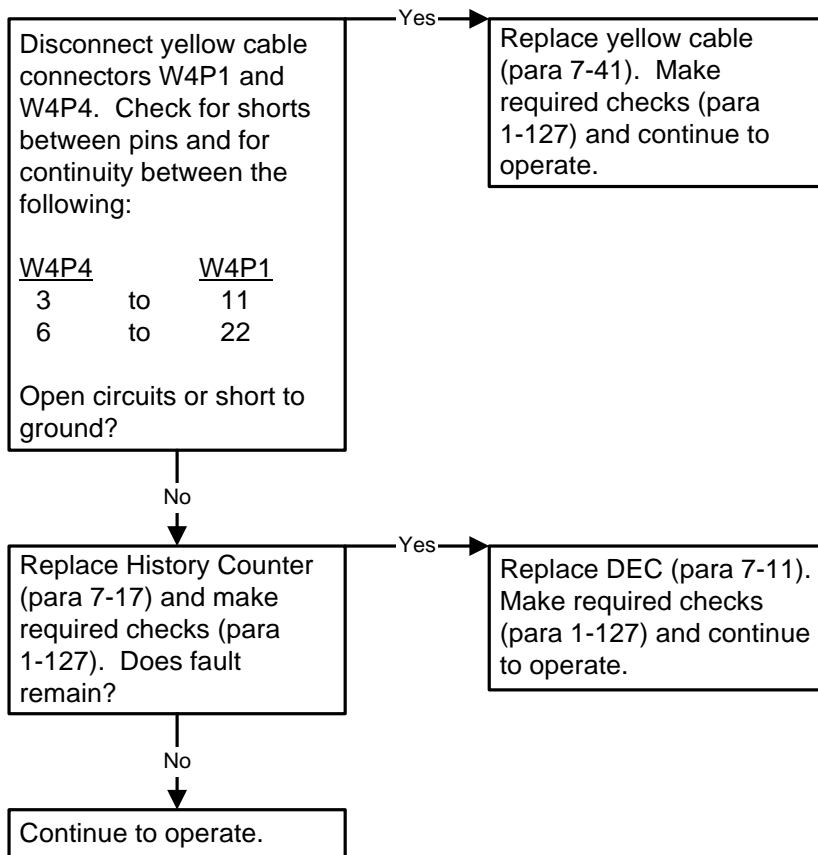 Disconnect yellow cable
connectors W4P1 and
W4P4.  Check for shorts
between pins and for
continuity between the
following:
W4P4 W4P1
3 to 11
6 to 22
Open circuits or short to
ground?
Yes
Replace yellow cable
(para 7-41).  Make
required checks (para
1-127) and continue to
operate.
No
Replace History Counter
(para 7-17) and make
required checks (para
1-127).  Does fault
remain?
Yes
Replace DEC (para 7-11).
Make required checks
(para 1-127) and continue
to operate.
No
Continue to operate.